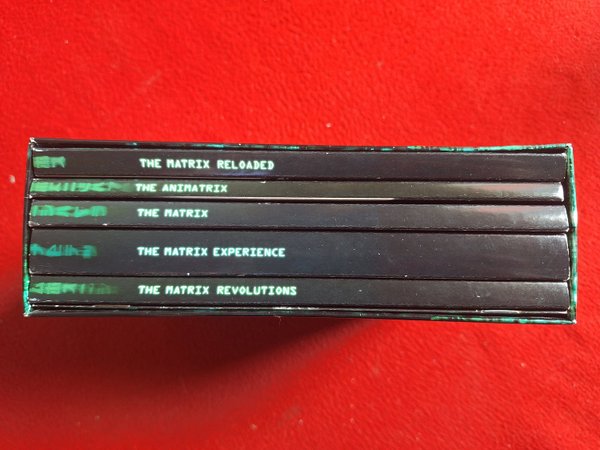 THE MATRIX RELOADED
THE ANIMATRIX
THE MATRIX
THE MATRIX EXPERIENCE
THE MATRIX REVOLUTIONS